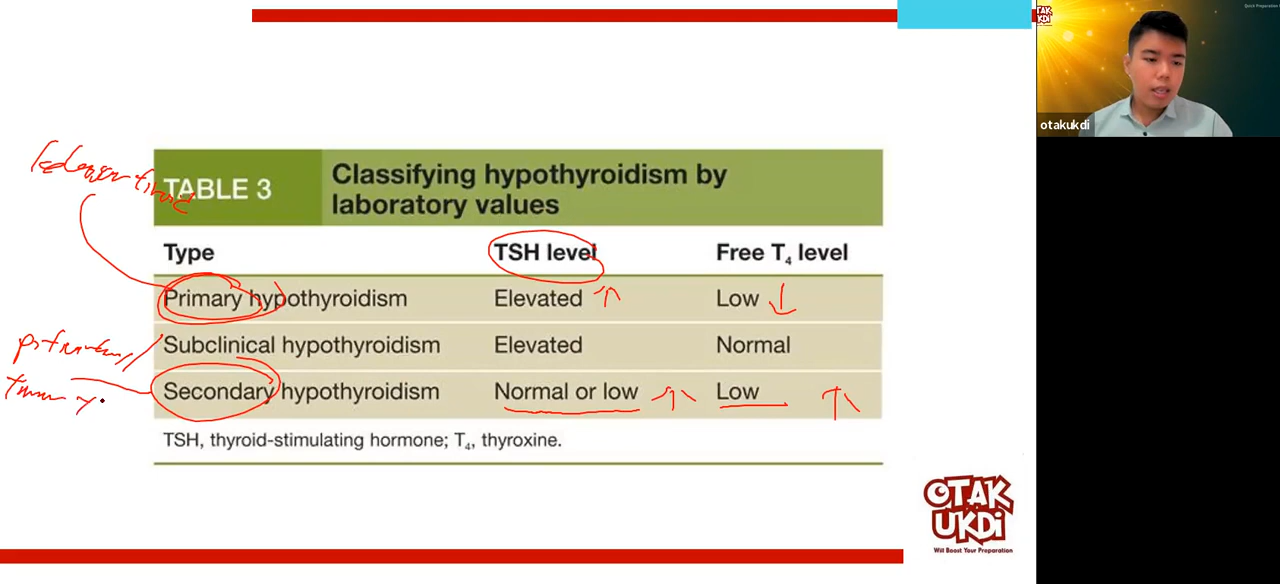 TAK
UKDI
otakukdi
TABLE 3
Classifying hypothyroidism by
laboratory values
Type TSH level Free T4 level
Primary hypothyroidism Elevated ↑ Low ↓
Subclinical hypothyroidism Elevated Normal
Secondary hypothyroidism Normal or low ↑↑ Low ↑
TSH, thyroid-stimulating hormone; T4, thyroxine.
OTAK
UKDI
Will Boost Your Preparation